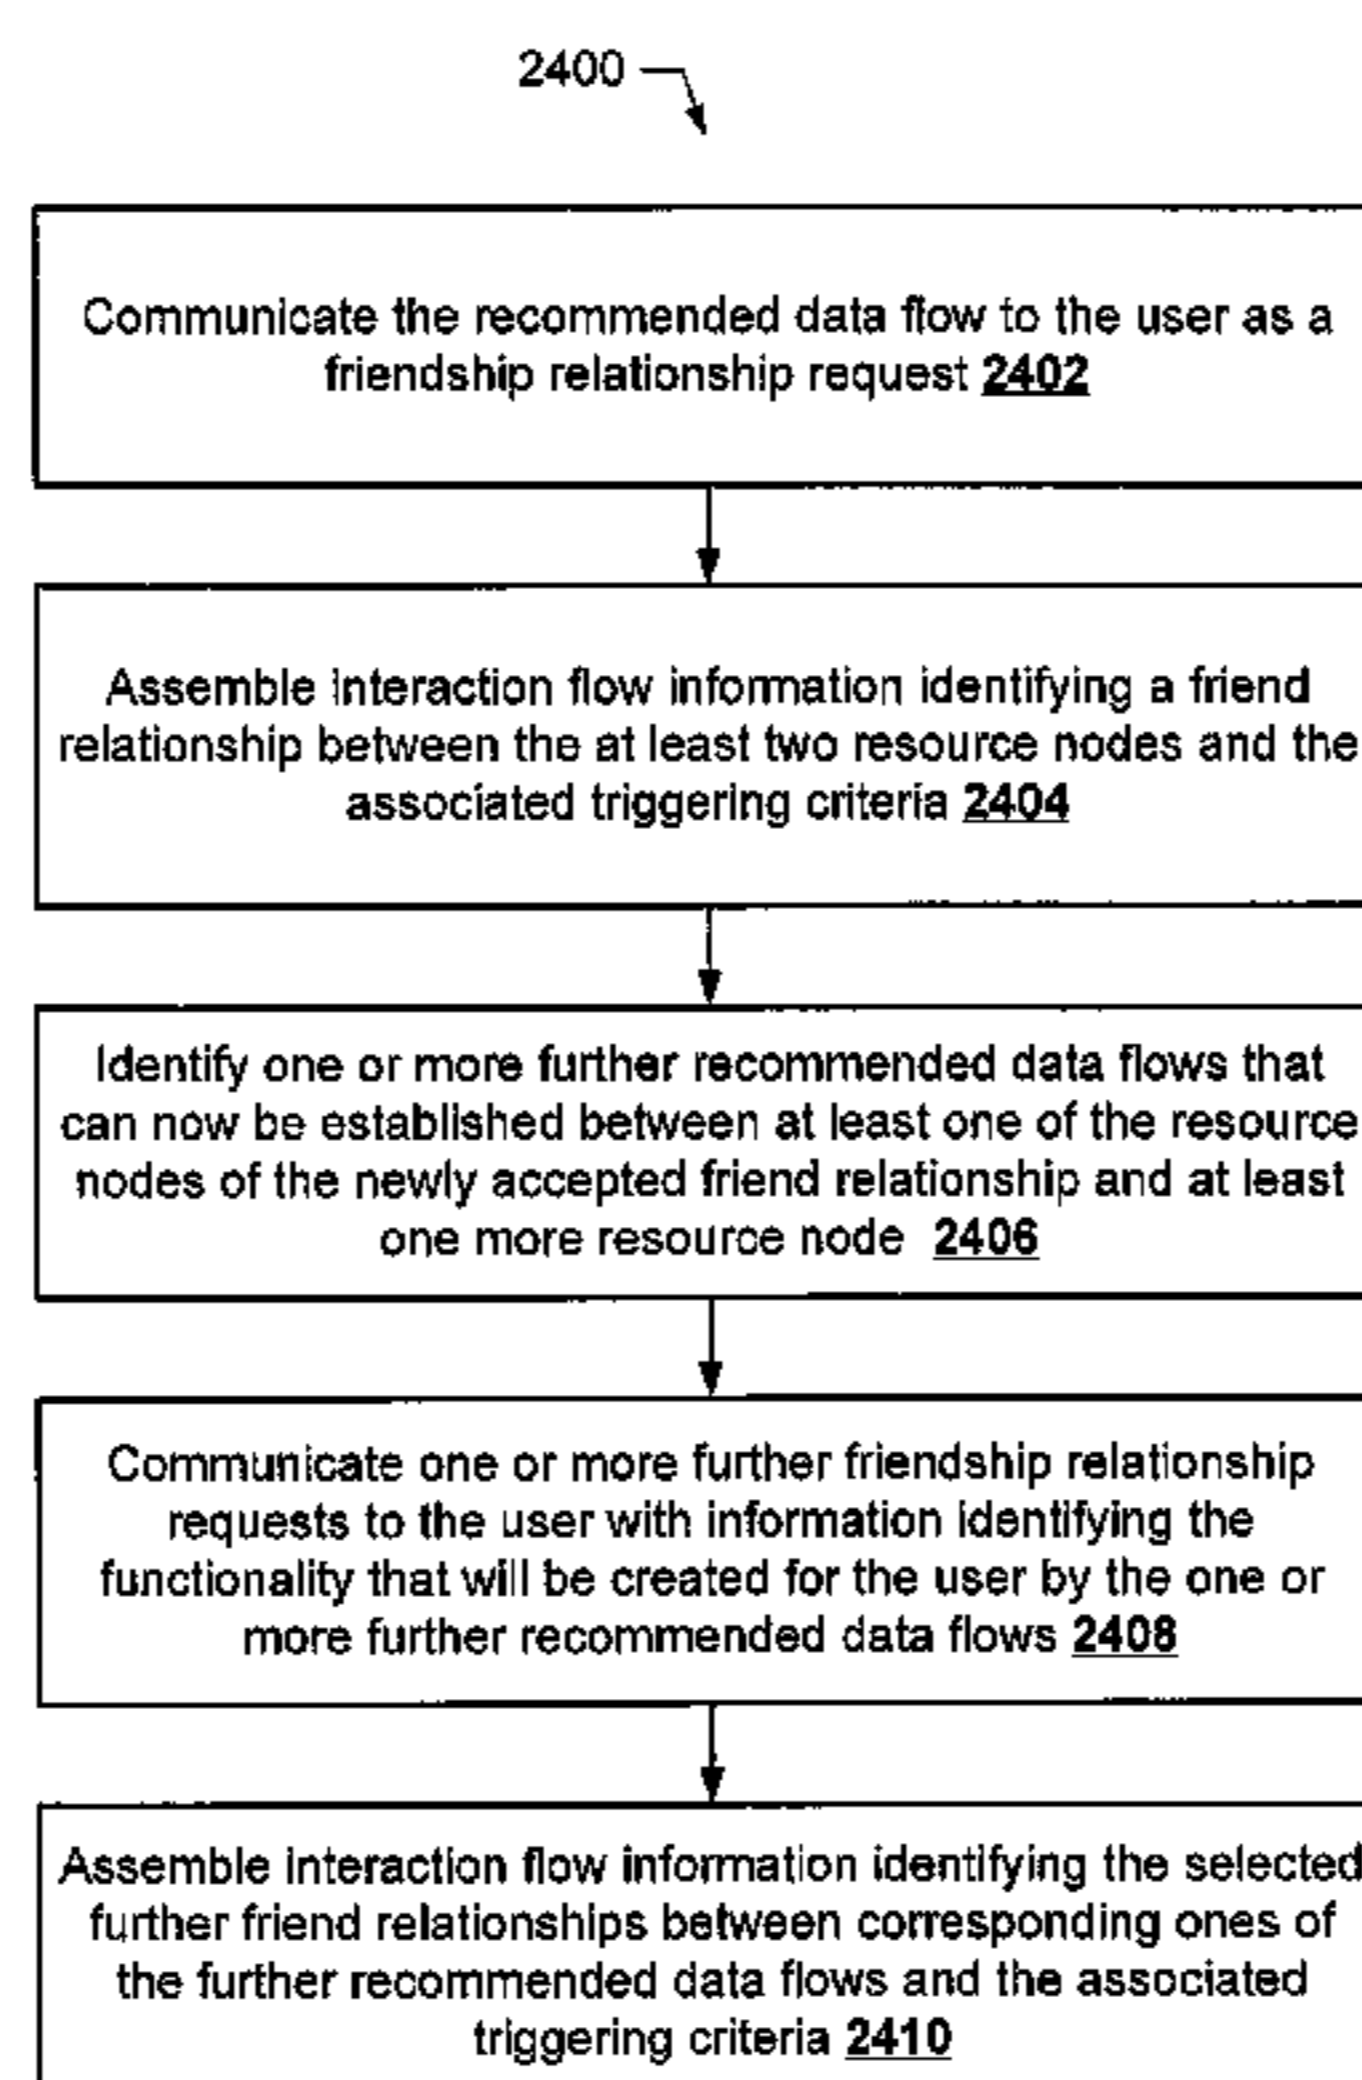 2400
Communicate the recommended data flow to the user as a
friendship relationship request 2402
Assemble interaction flow information identifying a friend
relationship between the at least two resource nodes and the
associated triggering criteria 2404
Identify one or more further recommended data flows that
can now be established between at least one of the resource
nodes of the newly accepted friend relationship and at least
one more resource node 2406
Communicate one or more further friendship relationship
requests to the user with information identifying the
functionality that will be created for the user by the one or
more further recommended data flows 2408
Assemble interaction flow information identifying the selected
further friend relationships between corresponding ones of
the further recommended data flows and the associated
triggering criteria 2410